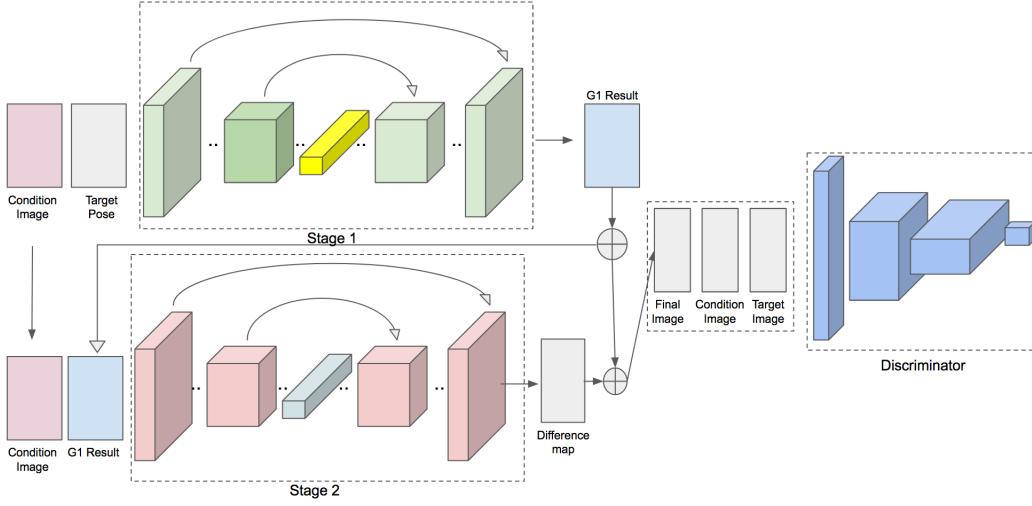 G1 Result
Condition
Image
Target
Pose
Stage 1
Final
Image
Condition
Image
Target
Image
Discriminator
Condition
Image
G1 Result
Difference
map
Stage 2